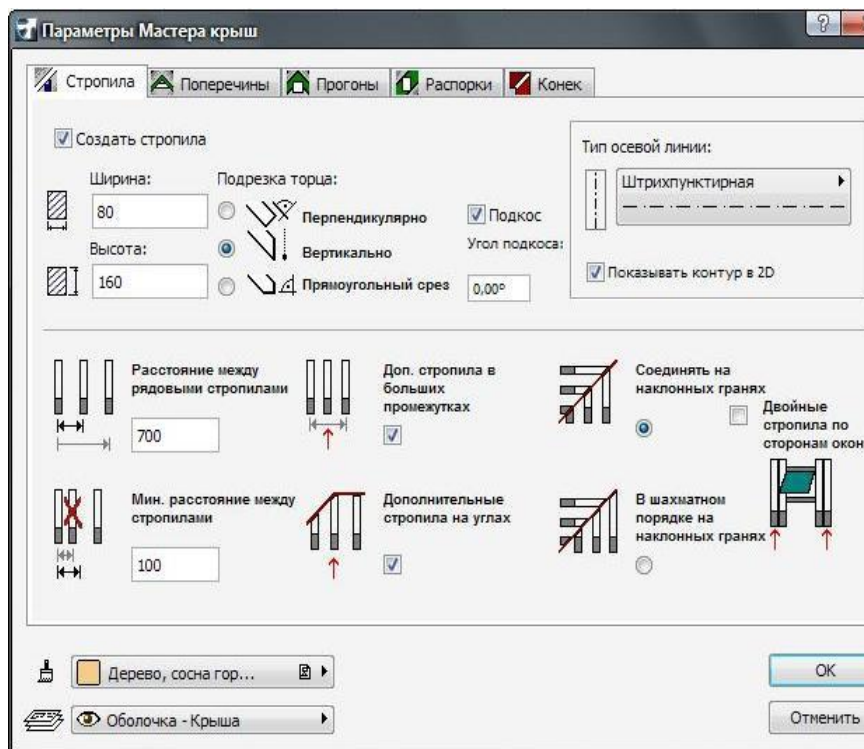 Параметры Мастера крыш
Стропила
Поперечины
Прогоны
Распорки
Конек
Создать стропила
Ширина:
80
Высота:
160
Подрезка торца:
Перпендикулярно
Вертикально
Прямоугольный срез
Подкос
Угол подкоса:
0,00°
Тип осевой линии:
Штрихпунктирная
Показывать контур в 2D
Расстояние между
рядовыми стропилами
700
Доп. стропила в
больших
промежутках
Соединять на
наклонных гранях
Двойные
стропила по
сторонам окон
Мин. расстояние между
стропилами
100
Дополнительные
стропила на углах
В шахматном
порядке на
наклонных гранях
Дерево, сосна гор...
Оболочка - Крыша
OK
Отменить